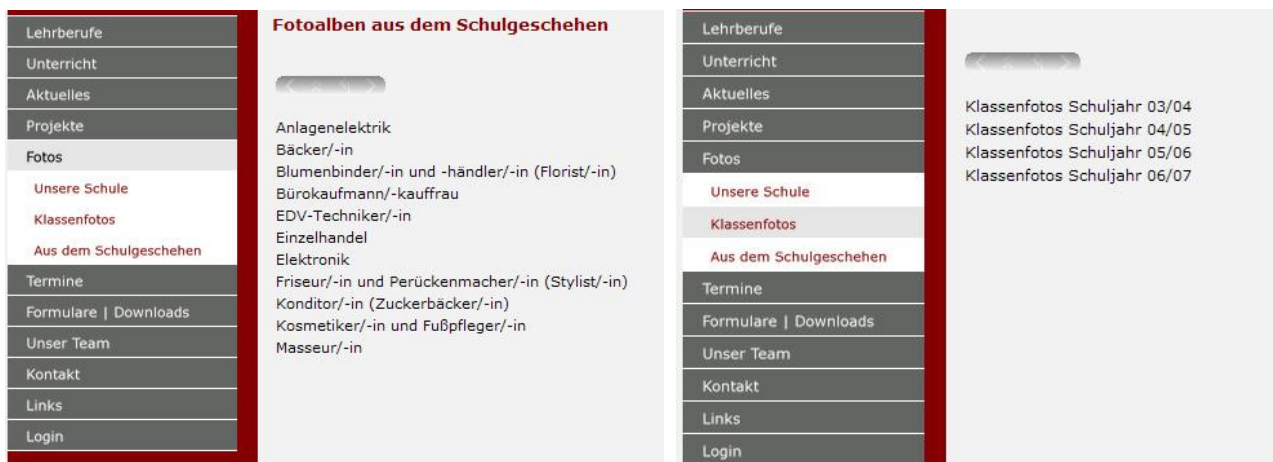 Lehrberufe
Unterricht
Aktuelles
Projekte
Fotos
Unsere Schule
Klassenfotos
Aus dem Schulgeschehen
Termine
Formulare | Downloads
Unser Team
Kontakt
Links
Login
Fotoalben aus dem Schulgeschehen
Anlagenelektrik
Bäcker/-in
Blumenbinder/-in und -händler/-in (Florist/-in)
Bürokaufmann/-kauffrau
EDV-Techniker/-in
Einzelhandel
Elektronik
Friseur/-in und Perückenmacher/-in (Stylist/-in)
Konditor/-in (Zuckerbäcker/-in)
Kosmetiker/-in und Fußpfleger/-in
Masseur/-in
Lehrberufe
Unterricht
Aktuelles
Projekte
Fotos
Unsere Schule
Klassenfotos
Aus dem Schulgeschehen
Termine
Formulare | Downloads
Unser Team
Kontakt
Links
Login
Klassenfotos Schuljahr 03/04
Klassenfotos Schuljahr 04/05
Klassenfotos Schuljahr 05/06
Klassenfotos Schuljahr 06/07